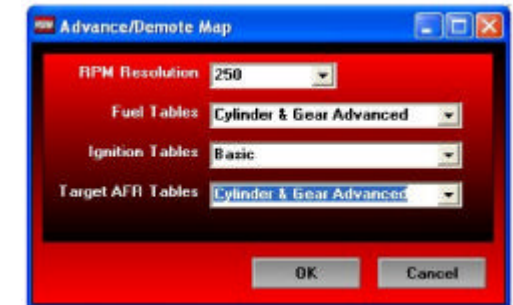 Advance/Demote Map
RPM Resolution 250
Fuel Tables Cylinder & Gear Advanced
Ignition Tables Basic
Target AFR Tables Cylinder & Gear Advanced
OK Cancel